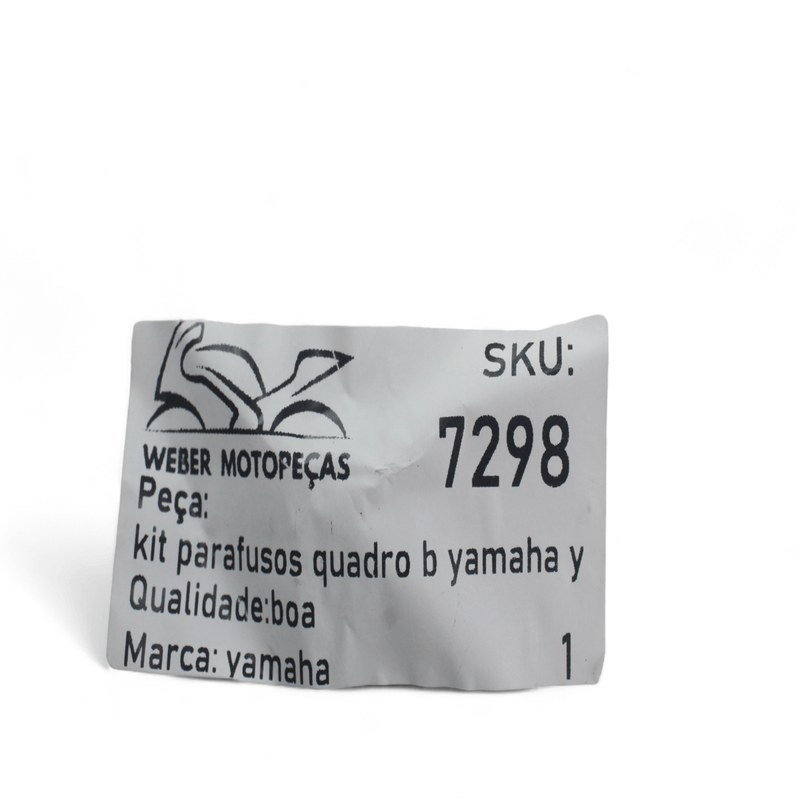 SKU:
7298
WEBER MOTOPEÇAS
Peça:
kit parafusos quadro b yamaha y
Qualidade:boa
Marca: yamaha 1